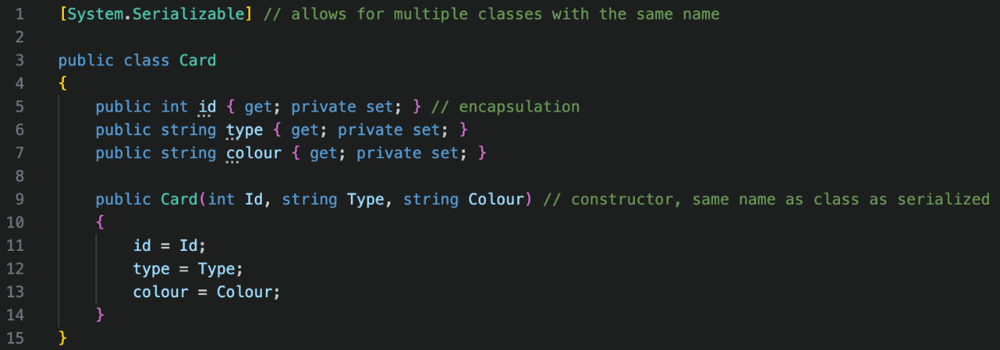 1 [System.Serializable] // allows for multiple classes with the same name
2
3 public class Card
4 {
5     public int id { get; private set; } // encapsulation
6     public string type { get; private set; }
7     public string colour { get; private set; }
8
9     public Card(int Id, string Type, string Colour) // constructor, same name as class as serialized
10     {
11         id = Id;
12         type = Type;
13         colour = Colour;
14     }
15 }